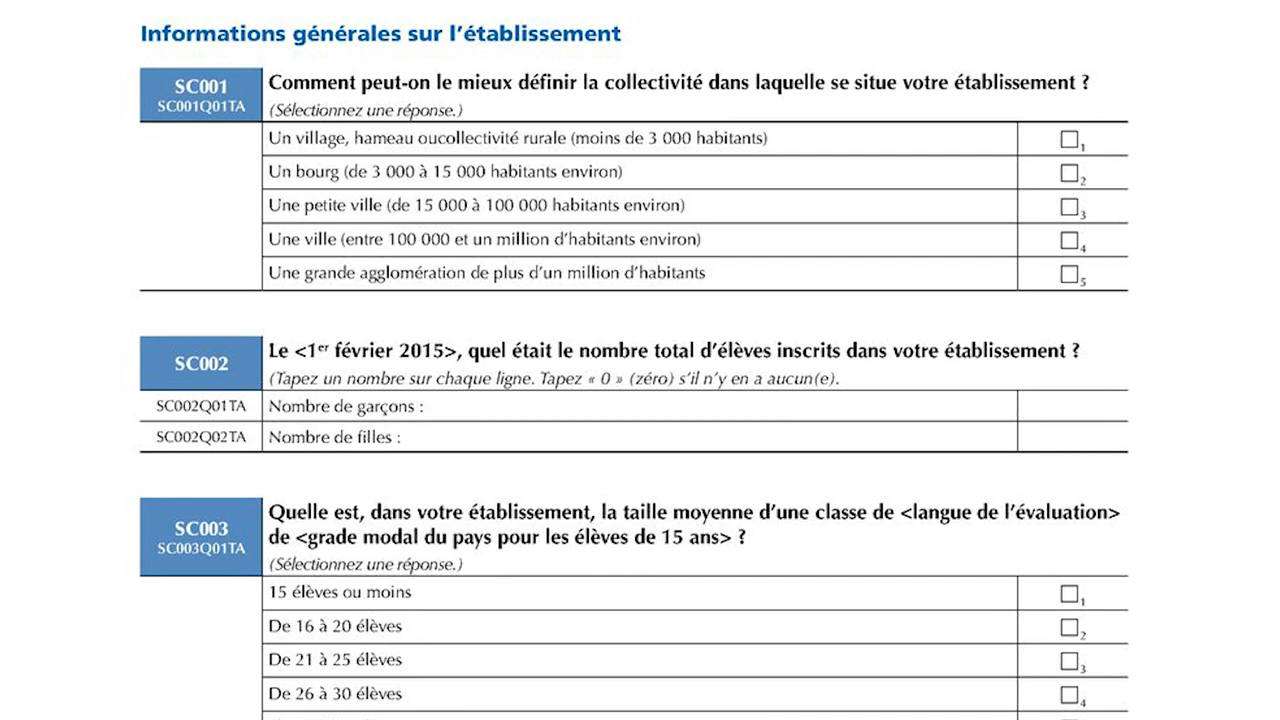 Informations générales sur l’établissement
SC001
SC001Q01TA
Comment peut-on le mieux définir la collectivité dans laquelle se situe votre établissement ?
(Sélectionnez une réponse.)
Un village, hameau oucollectivité rurale (moins de 3 000 habitants) 1
Un bourg (de 3 000 à 15 000 habitants environ) 2
Une petite ville (de 15 000 à 100 000 habitants environ) 3
Une ville (entre 100 000 et un million d’habitants environ) 4
Une grande agglomération de plus d’un million d’habitants 5
SC002
Le <1er février 2015>, quel était le nombre total d’élèves inscrits dans votre établissement ?
(Tapez un nombre sur chaque ligne. Tapez « 0 » (zéro) s’il n’y en a aucun(e).
SC002Q01TA Nombre de garçons :
SC002Q02TA Nombre de filles :
SC003
SC003Q01TA
Quelle est, dans votre établissement, la taille moyenne d’une classe de <langue de l’évaluation>
de <grade modal du pays pour les élèves de 15 ans> ?
(Sélectionnez une réponse.)
15 élèves ou moins 1
De 16 à 20 élèves 2
De 21 à 25 élèves 3
De 26 à 30 élèves 4